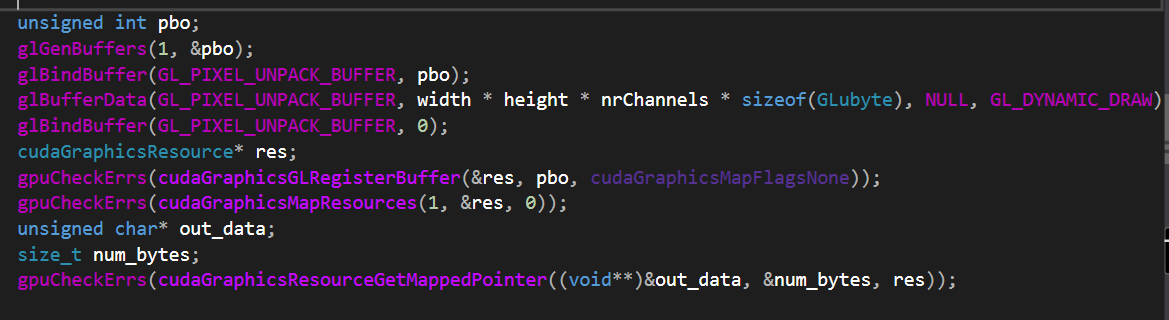 unsigned int pbo;
glGenBuffers(1, &pbo);
glBindBuffer(GL_PIXEL_UNPACK_BUFFER, pbo);
glBufferData(GL_PIXEL_UNPACK_BUFFER, width * height * nrChannels * sizeof(GLubyte), NULL, GL_DYNAMIC_DRAW)
glBindBuffer(GL_PIXEL_UNPACK_BUFFER, 0);
cudaGraphicsResource* res;
gpuCheckErrs(cudaGraphicsGLRegisterBuffer(&res, pbo, cudaGraphicsMapFlagsNone));
gpuCheckErrs(cudaGraphicsMapResources(1, &res, 0));
unsigned char* out_data;
size_t num_bytes;
gpuCheckErrs(cudaGraphicsResourceGetMappedPointer((void**)&out_data, &num_bytes, res));